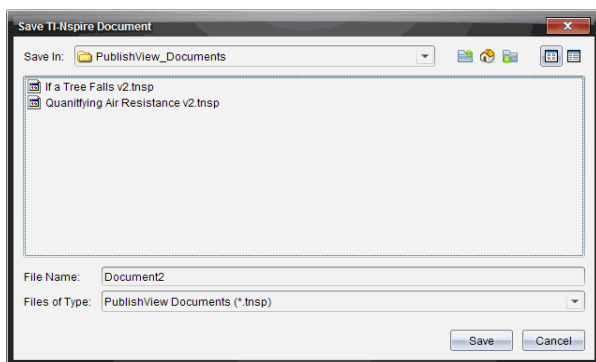 Save TI-Nspire Document
Save In: PublishView_Documents
If a Tree Falls v2.tnsp
Quanitfying Air Resistance v2.tnsp
File Name: Document2
Files of Type: PublishView Documents (*.tnsp)
Save Cancel